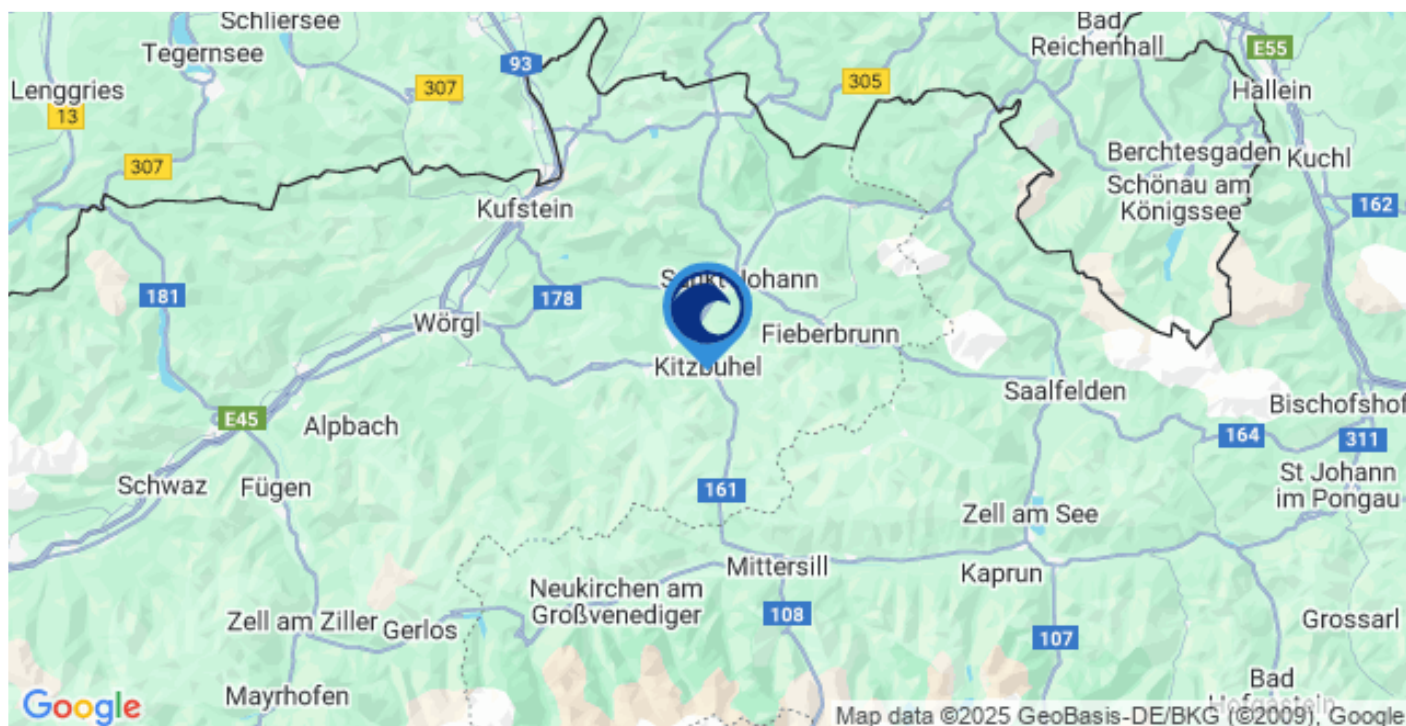 Schliersee
Tegernsee
93
Bad
Reichenhall
E55
Lenggries
13
307
305
Hallein
307
Berchtesgaden
Kuchl
Schönau am
Königssee
162
Kufstein
181
178
Sankt Johann
Wörgl
Fieberbrunn
Kitzbühel
Saalfelden
Bischofshof
E45
Alpbach
164
311
Schwaz
Fügen
161
St Johann
im Pongau
Zell am See
Mittersill
Kaprun
Neukirchen am
Großvenediger
108
Zell am Ziller
Gerlos
107
Grossarl
Mayrhofen
Bad
Hofgastein
Google
Map data ©2025 GeoBasis-DE/BKG (©2009), Google